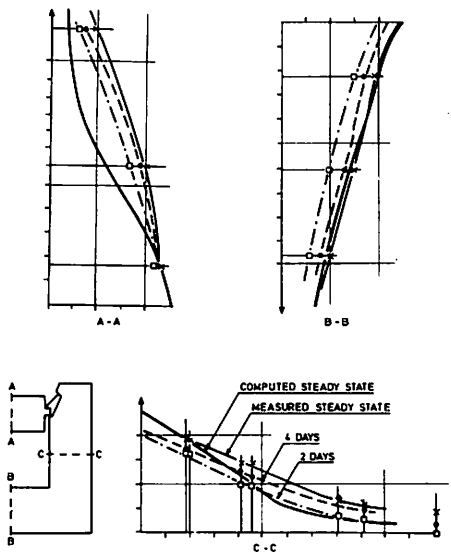 A-A
B-B
A
A
C
C
B
B
COMPUTED STEADY STATE
MEASURED STEADY STATE
4 DAYS
2 DAYS
C-C